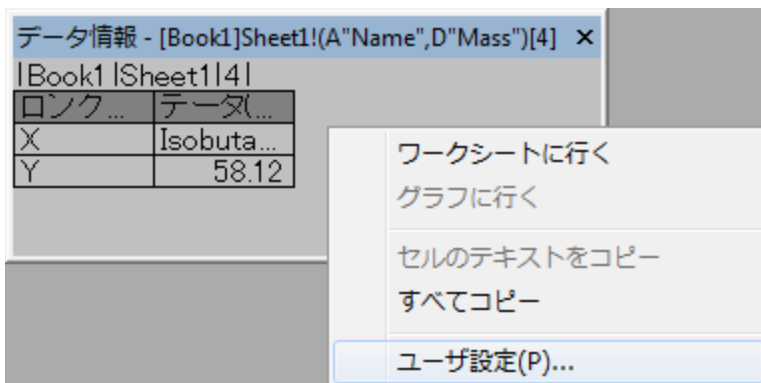 データ情報 - [Book1]Sheet1!(A"Name",D"Mass")[4] ×
|Book1|Sheet1|4|
ロンク... データ(...
X Isobuta...
Y 58.12
ワークシートに行く
グラフに行く
セルのテキストをコピー
すべてコピー
ユーザ設定(P)...